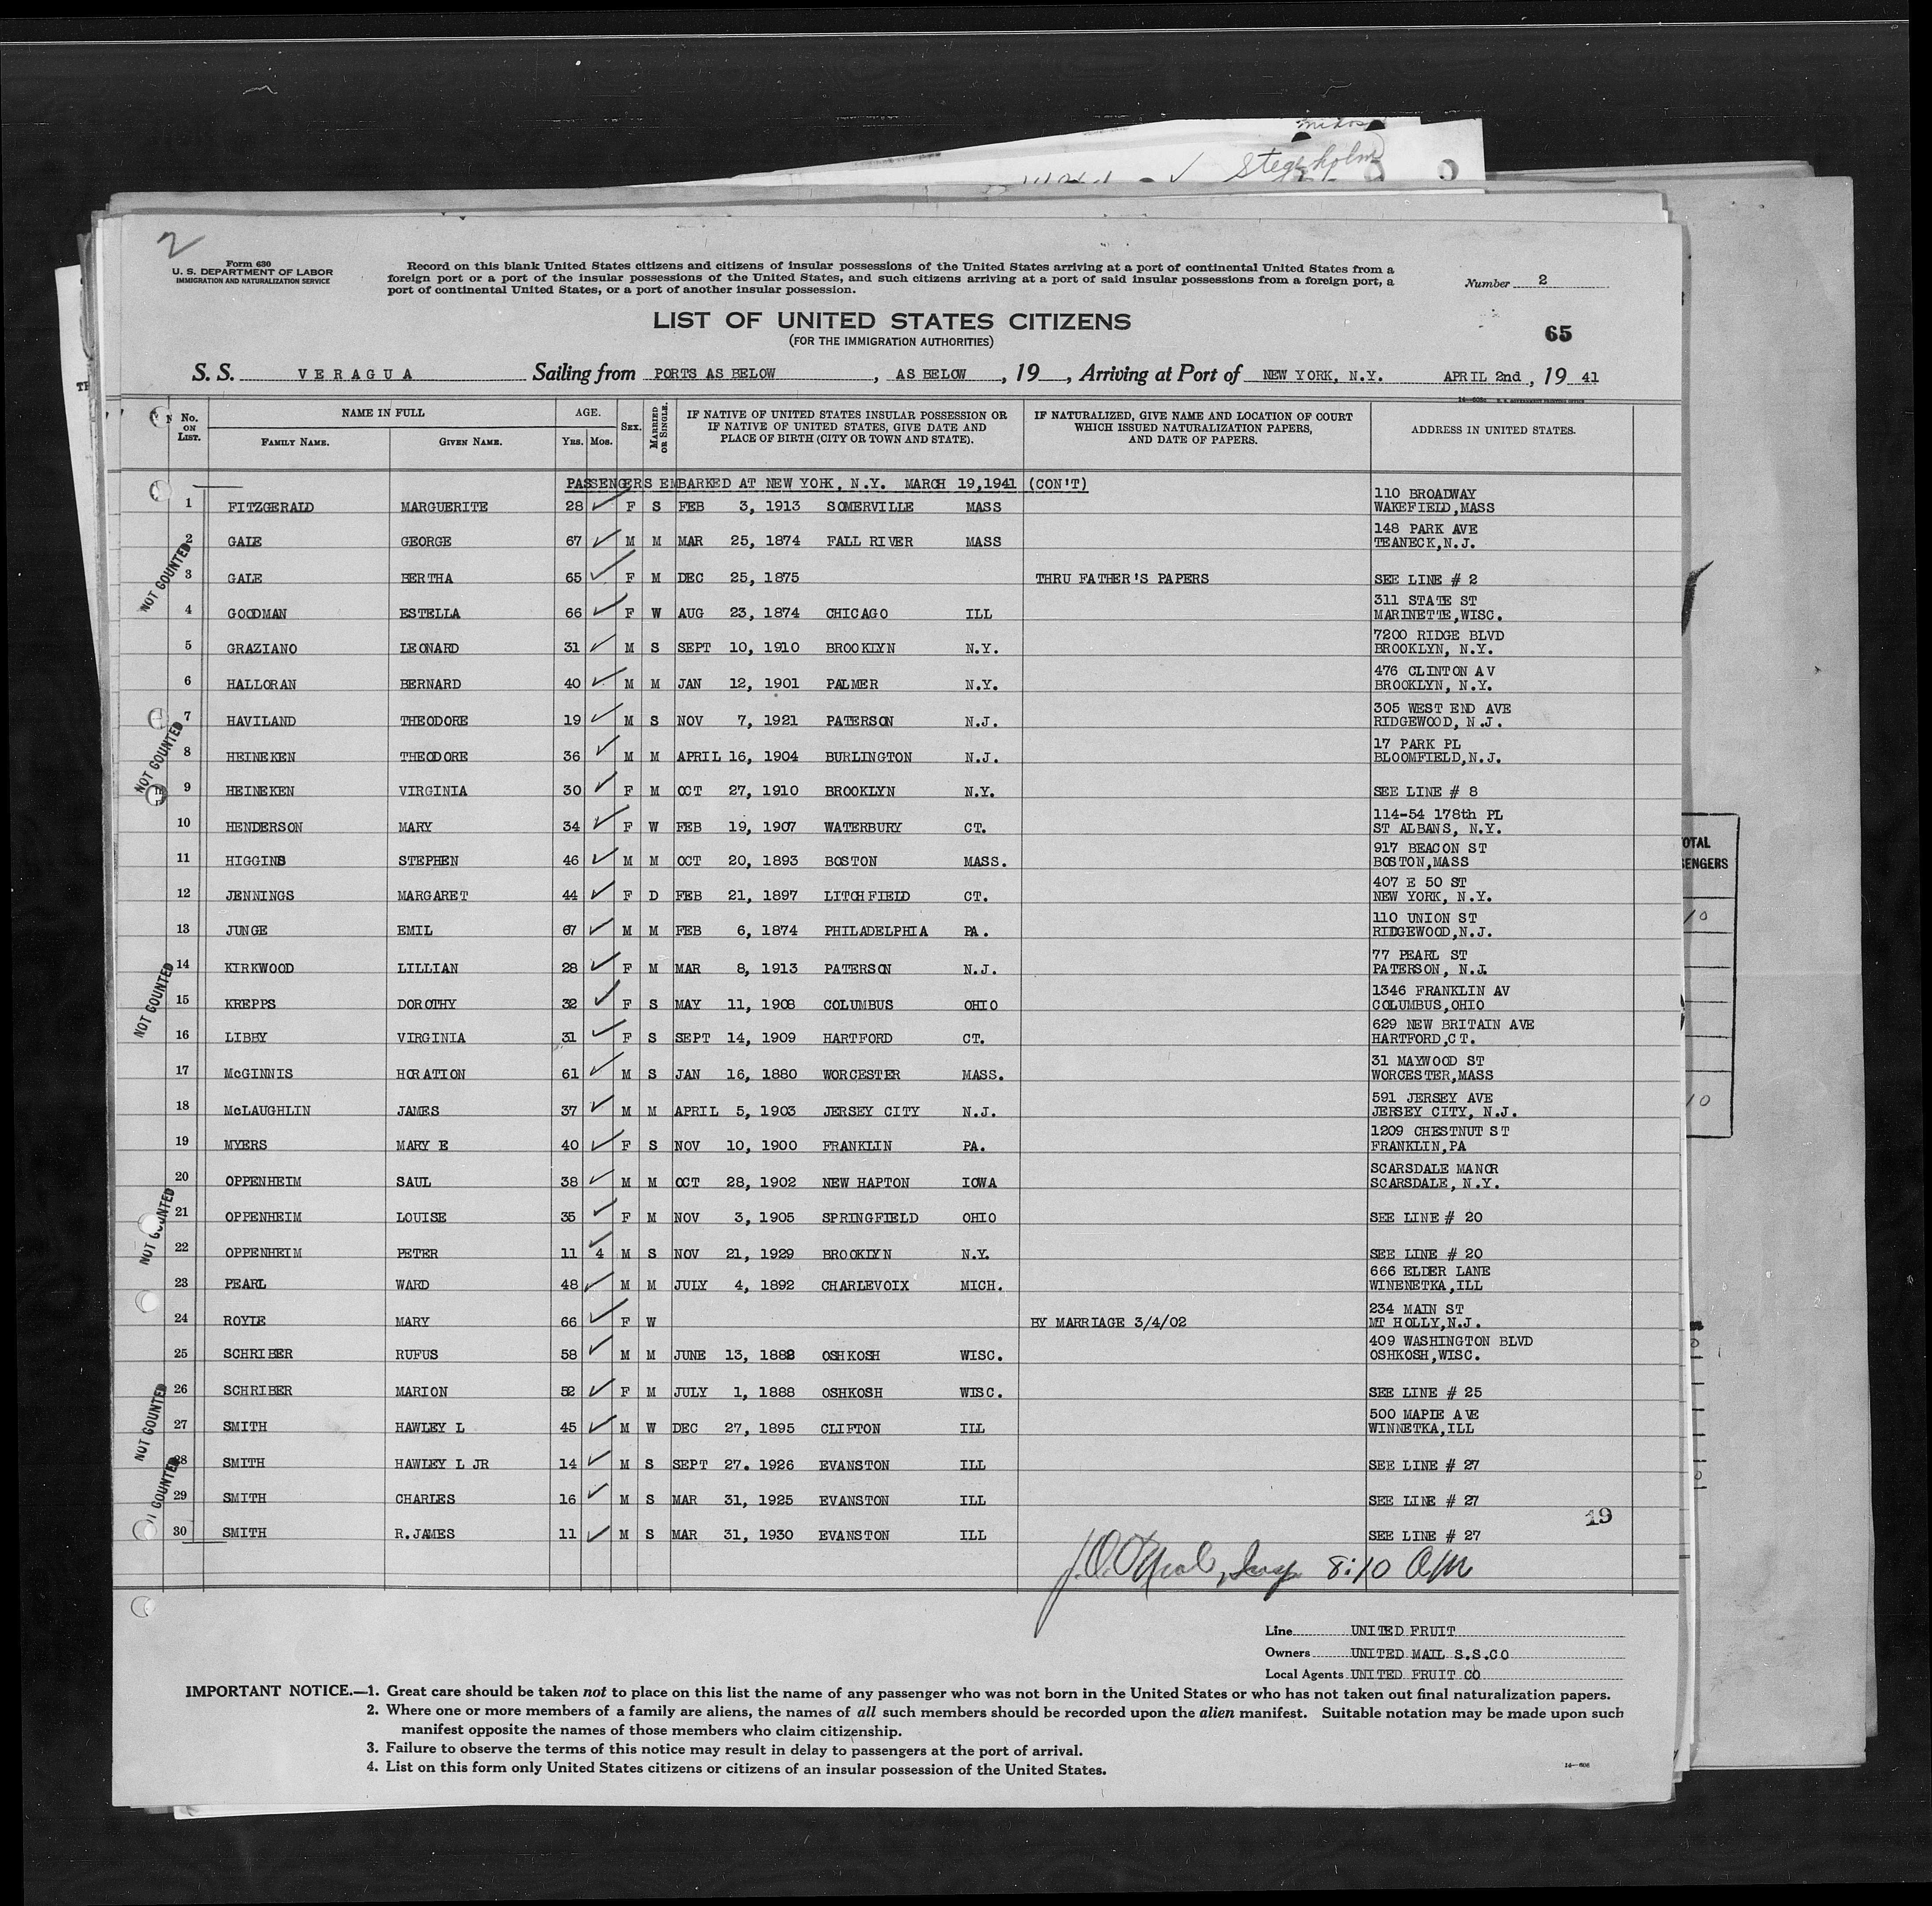 Stegeholm
2
Form 630
U. S. DEPARTMENT OF LABOR
IMMIGRATION AND NATURALIZATION SERVICE
Record on this blank United States citizens and citizens of insular possessions of the United States arriving at a port of continental United States from a
foreign port or a port of the insular possessions of the United States, and such citizens arriving at a port of said insular possessions from a foreign port, a
port of continental United States, or a port of another insular possession.
Number 2
LIST OF UNITED STATES CITIZENS
(FOR THE IMMIGRATION AUTHORITIES)
65
S. S. VERAGUA Sailing from PORTS AS BELOW, AS BELOW, 19 , Arriving at Port of NEW YORK, N.Y. APRIL 2nd, 19 41
No. ON LIST. NAME IN FULL FAMILY NAME. GIVEN NAME. AGE. Yrs. Mos. SEX. MARRIED OR SINGLE. IF NATIVE OF UNITED STATES INSULAR POSSESSION OR IF NATIVE OF UNITED STATES, GIVE DATE AND PLACE OF BIRTH (CITY OR TOWN AND STATE). IF NATURALIZED, GIVE NAME AND LOCATION OF COURT WHICH ISSUED NATURALIZATION PAPERS, AND DATE OF PAPERS. ADDRESS IN UNITED STATES.
PASSENGERS EMBARKED AT NEW YORK, N.Y. MARCH 19,1941 (CON'T)
1 FITZGERALD MARGUERITE 28 F S FEB 3, 1913 SOMERVILLE MASS 110 BROADWAY WAKEFIELD,MASS
2 GALE GEORGE 67 M M MAR 25, 1874 FALL RIVER MASS 148 PARK AVE TEANECK,N.J.
3 GALE BERTHA 65 F M DEC 25, 1875 THRU FATHER'S PAPERS SEE LINE # 2
4 GOODMAN ESTELLA 66 F W AUG 23, 1874 CHICAGO ILL 311 STATE ST MARINETTE,WISC.
5 GRAZIANO LEONARD 31 M S SEPT 10, 1910 BROOKLYN N.Y. 7200 RIDGE BLVD BROOKLYN, N.Y.
6 HALLORAN BERNARD 40 M M JAN 12, 1901 PALMER N.Y. 476 CLINTON AV BROOKLYN, N.Y.
7 HAVILAND THEODORE 19 M S NOV 7, 1921 PATERSON N.J. 305 WEST END AVE RIDGEWOOD, N.J.
8 HEINEKEN THEODORE 36 M M APRIL 16, 1904 BURLINGTON N.J. 17 PARK PL BLOOMFIELD,N.J.
9 HEINEKEN VIRGINIA 30 F M OCT 27, 1910 BROOKLYN N.Y. SEE LINE # 8
10 HENDERSON MARY 34 F W FEB 19, 1907 WATERBURY CT. 114-54 178th PL ST ALBANS, N.Y.
11 HIGGINS STEPHEN 46 M M OCT 20, 1893 BOSTON MASS. 917 BEACON ST BOSTON,MASS
12 JENNINGS MARGARET 44 F D FEB 21, 1897 LITCHFIELD CT. 407 E 50 ST NEW YORK, N.Y.
13 JUNGE EMIL 67 M M FEB 6, 1874 PHILADELPHIA PA. 110 UNION ST RIDGEWOOD,N.J.
14 KIRKWOOD LILLIAN 28 F M MAR 8, 1913 PATERSON N.J. 77 PEARL ST PATERSON, N.J.
15 KREPPS DOROTHY 32 F S MAY 11, 1908 COLUMBUS OHIO 1346 FRANKLIN AV COLUMBUS,OHIO
16 LIBBY VIRGINIA 31 F S SEPT 14, 1909 HARTFORD CT. 629 NEW BRITAIN AVE HARTFORD,CT.
17 McGINNIS HORATION 61 M S JAN 16, 1880 WORCESTER MASS. 31 MAYWOOD ST WORCESTER,MASS
18 McLAUGHLIN JAMES 37 M M APRIL 5, 1903 JERSEY CITY N.J. 591 JERSEY AVE JERSEY CITY, N.J.
19 MYERS MARY E 40 F S NOV 10, 1900 FRANKLIN PA. 1209 CHESTNUT ST FRANKLIN,PA
20 OPPENHEIM SAUL 38 M M OCT 28, 1902 NEW HAPTON IOWA SCARSDALE MANOR SCARSDALE, N.Y.
21 OPPENHEIM LOUISE 35 F M NOV 3, 1905 SPRINGFIELD OHIO SEE LINE # 20
22 OPPENHEIM PETER 11 4 M S NOV 21, 1929 BROOKLYN N.Y. SEE LINE # 20
23 PEARL WARD 48 M M JULY 4, 1892 CHARLEVOIX MICH. 666 ELDER LANE WINENETKA,ILL
24 ROYLE MARY 66 F W BY MARRIAGE 3/4/02 234 MAIN ST MT HOLLY,N.J.
25 SCHRIBER RUFUS 58 M M JUNE 13, 1882 OSHKOSH WISC. 409 WASHINGTON BLVD OSHKOSH,WISC.
26 SCHRIBER MARION 52 F M JULY 1, 1888 OSHKOSH WISC. SEE LINE # 25
27 SMITH HAWLEY L 45 M W DEC 27, 1895 CLIFTON ILL 500 MAPLE AVE WINNETKA,ILL
28 SMITH HAWLEY L JR 14 M S SEPT 27. 1926 EVANSTON ILL SEE LINE # 27
29 SMITH CHARLES 16 M S MAR 31, 1925 EVANSTON ILL SEE LINE # 27
30 SMITH R.JAMES 11 M S MAR 31, 1930 EVANSTON ILL SEE LINE # 27
NOT COUNTED
NOT COUNTED
NOT COUNTED
NOT COUNTED
NOT COUNTED
COUNTED
19
Insp. 8:10 AM
OTAL
ENGERS
10
10
Line UNITED FRUIT
Owners UNITED MAIL S.S.CO
Local Agents UNITED FRUIT CO
IMPORTANT NOTICE.—1. Great care should be taken not to place on this list the name of any passenger who was not born in the United States or who has not taken out final naturalization papers.
2. Where one or more members of a family are aliens, the names of all such members should be recorded upon the alien manifest. Suitable notation may be made upon such
manifest opposite the names of those members who claim citizenship.
3. Failure to observe the terms of this notice may result in delay to passengers at the port of arrival.
4. List on this form only United States citizens or citizens of an insular possession of the United States.
14—606